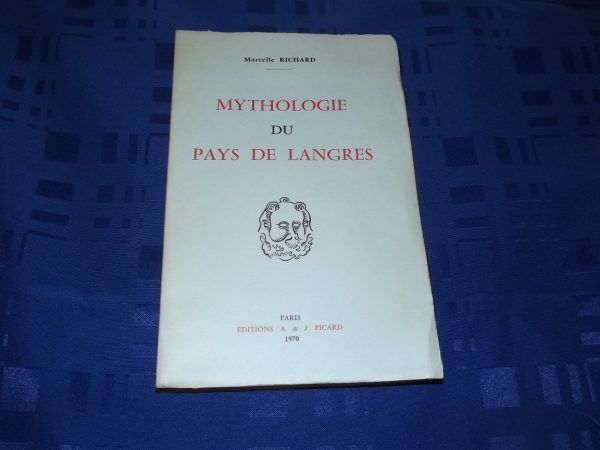 Marcelle RICHARD
MYTHOLOGIE
DU
PAYS DE LANGRES
PARIS
ÉDITIONS A. & J. PICARD
1970